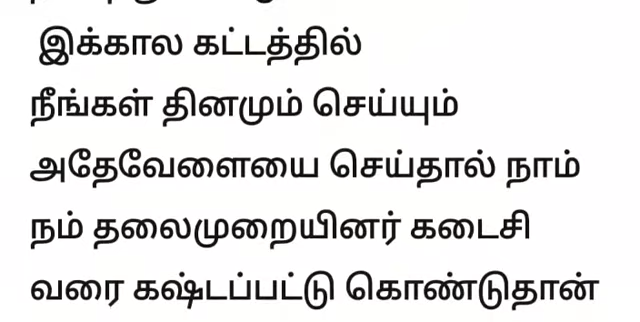 இக்கால கட்டத்தில்
நீங்கள் தினமும் செய்யும்
அதேவேளையை செய்தால் நாம்
நம் தலைமுறையினர் கடைசி
வரை கஷ்டப்பட்டு கொண்டுதான்